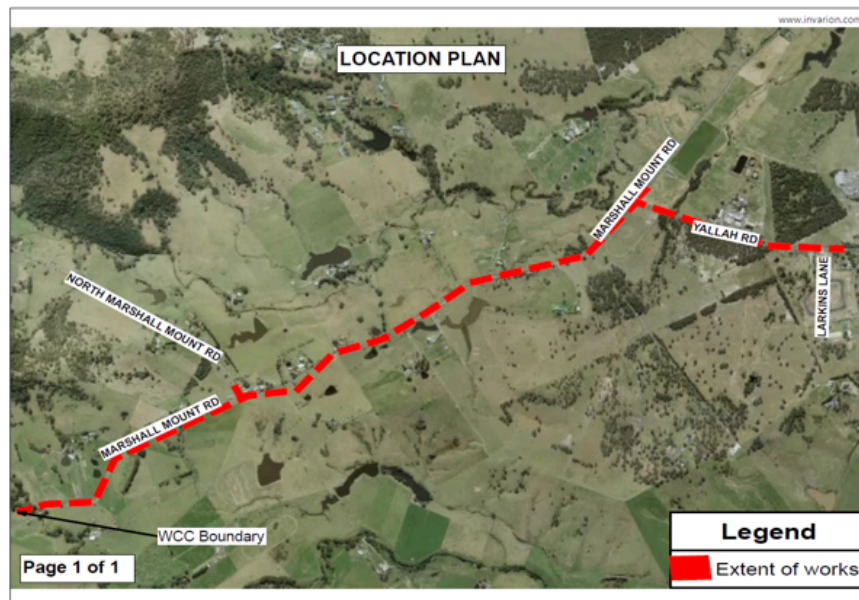 www.invarion.com
LOCATION PLAN
MARSHALL MOUNT RD
YALLAH RD
LARKINS LANE
NORTH MARSHALL MOUNT RD
MARSHALL MOUNT RD
WCC Boundary
Page 1 of 1
Legend
Extent of works